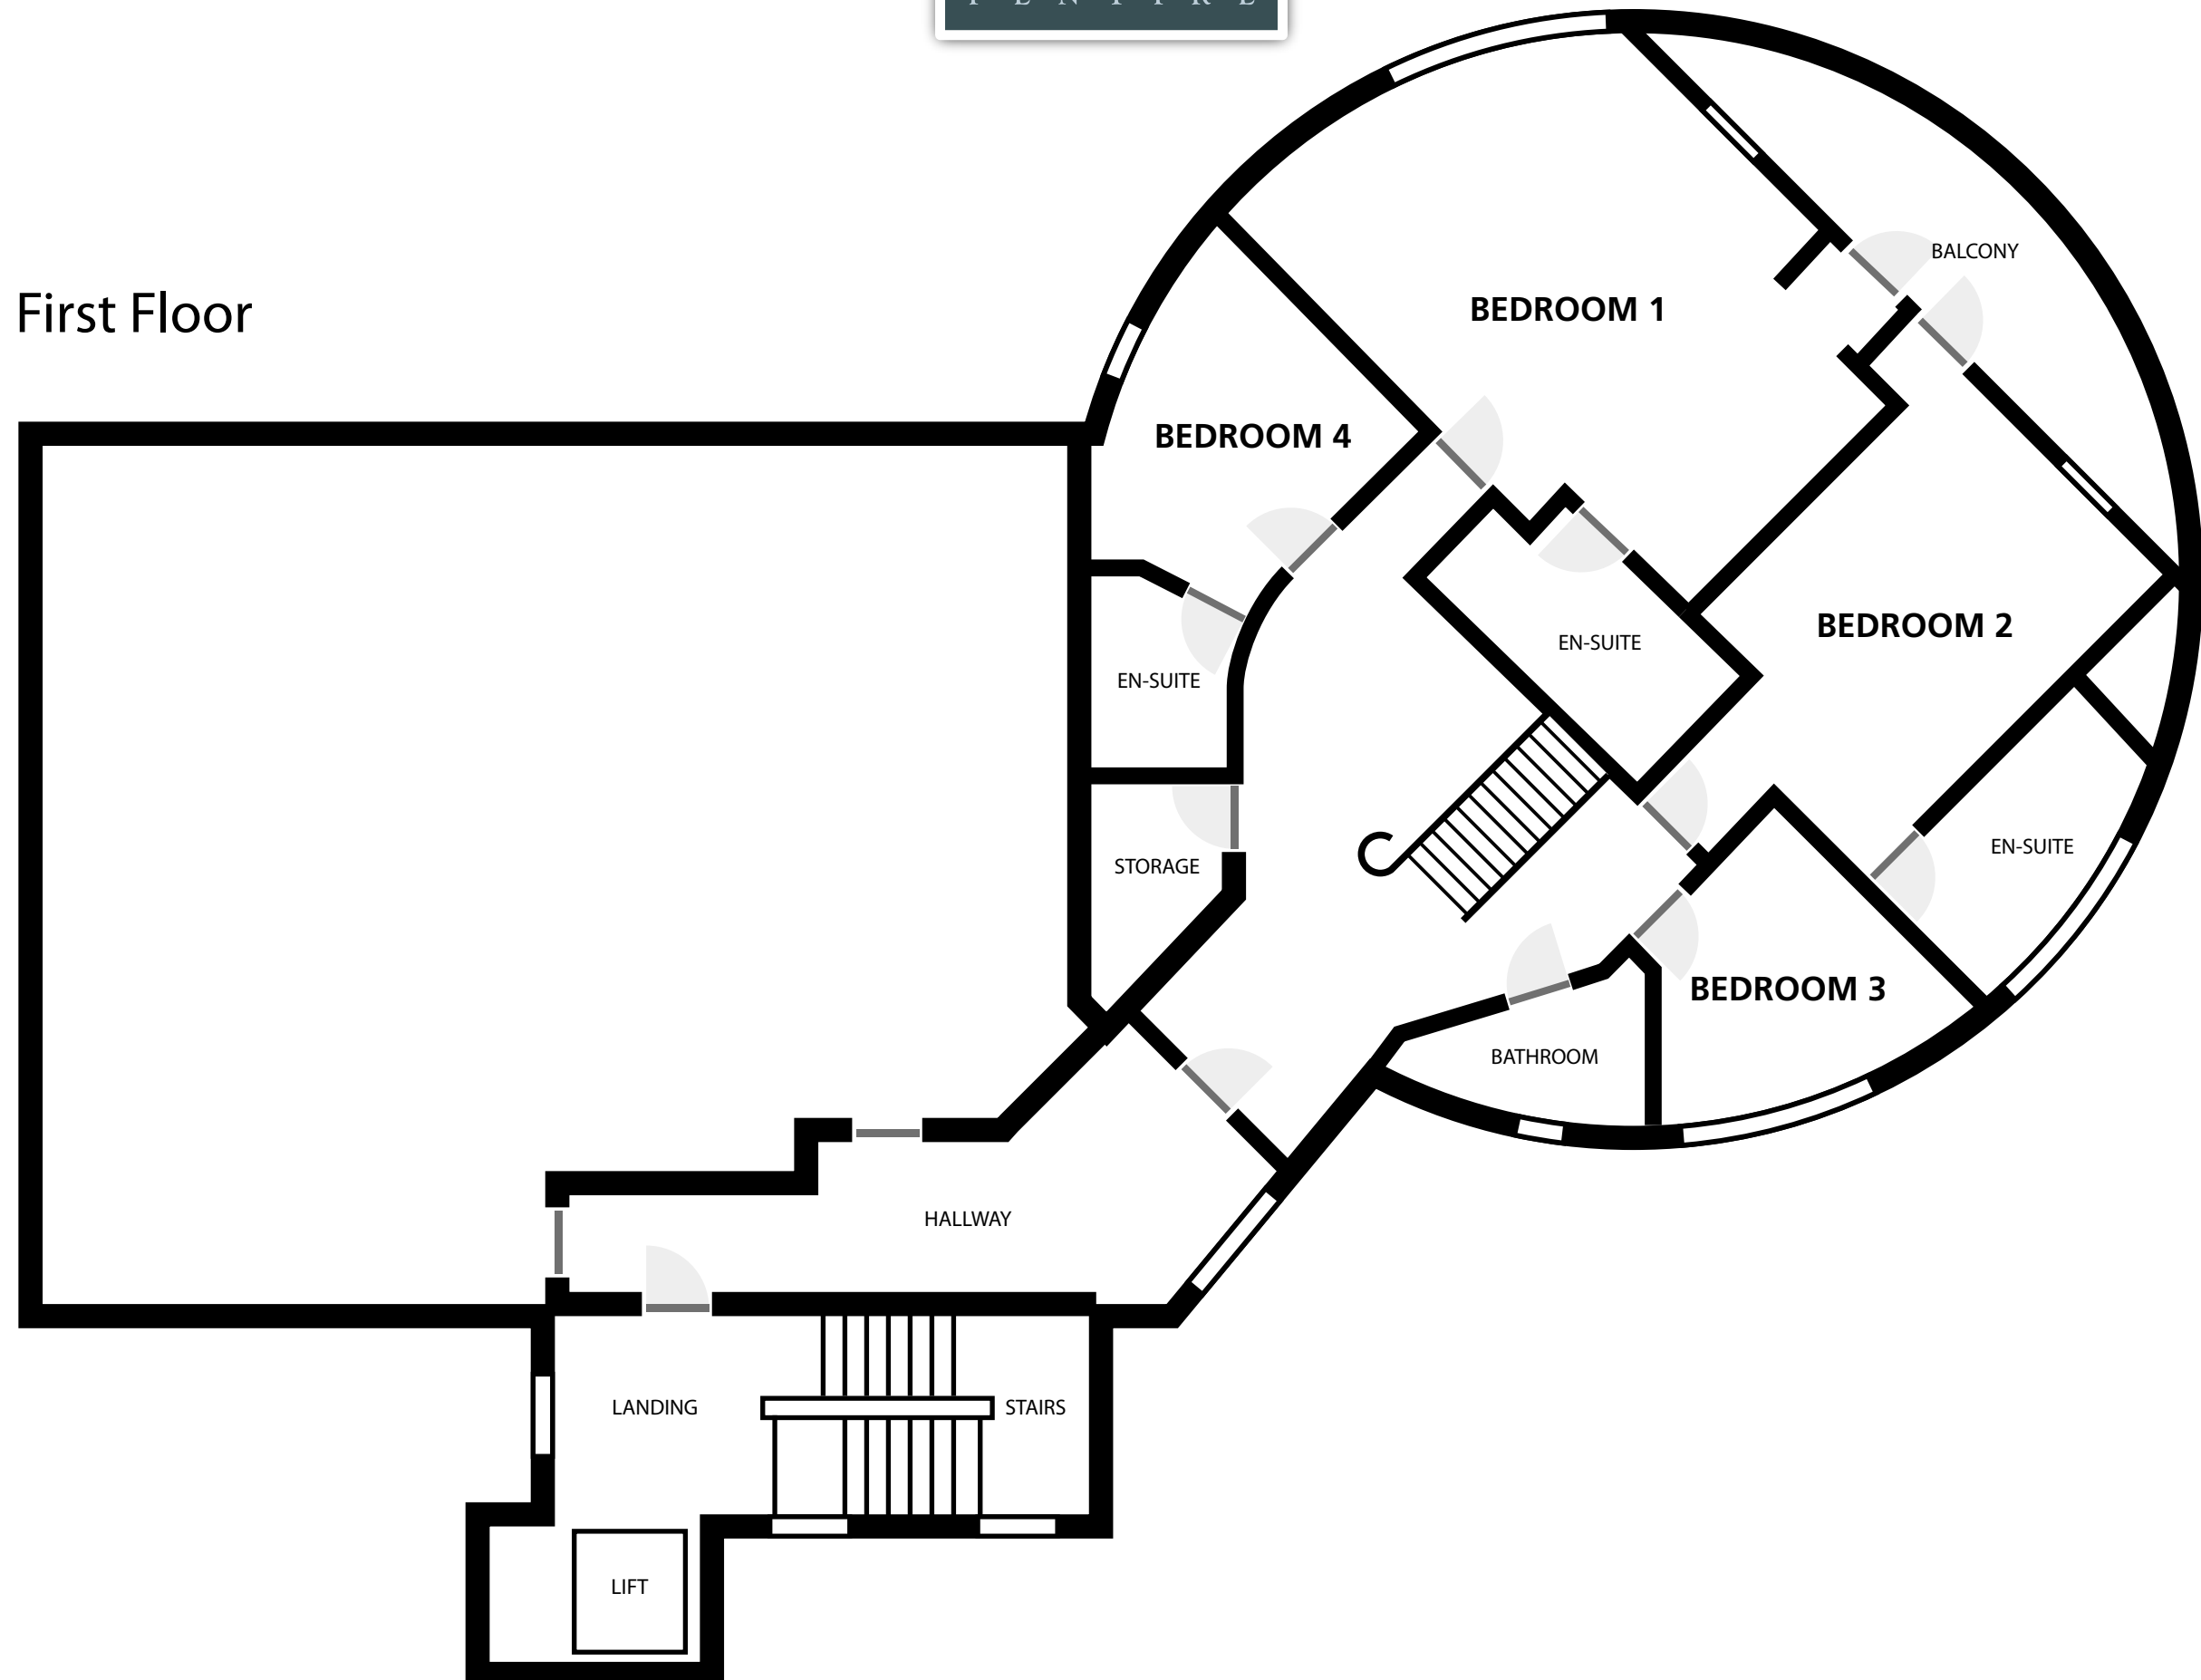 First Floor
BALCONY
BEDROOM 1
BEDROOM 4
BEDROOM 2
EN-SUITE
EN-SUITE
EN-SUITE
STORAGE
BEDROOM 3
BATHROOM
HALLWAY
LANDING
STAIRS
LIFT